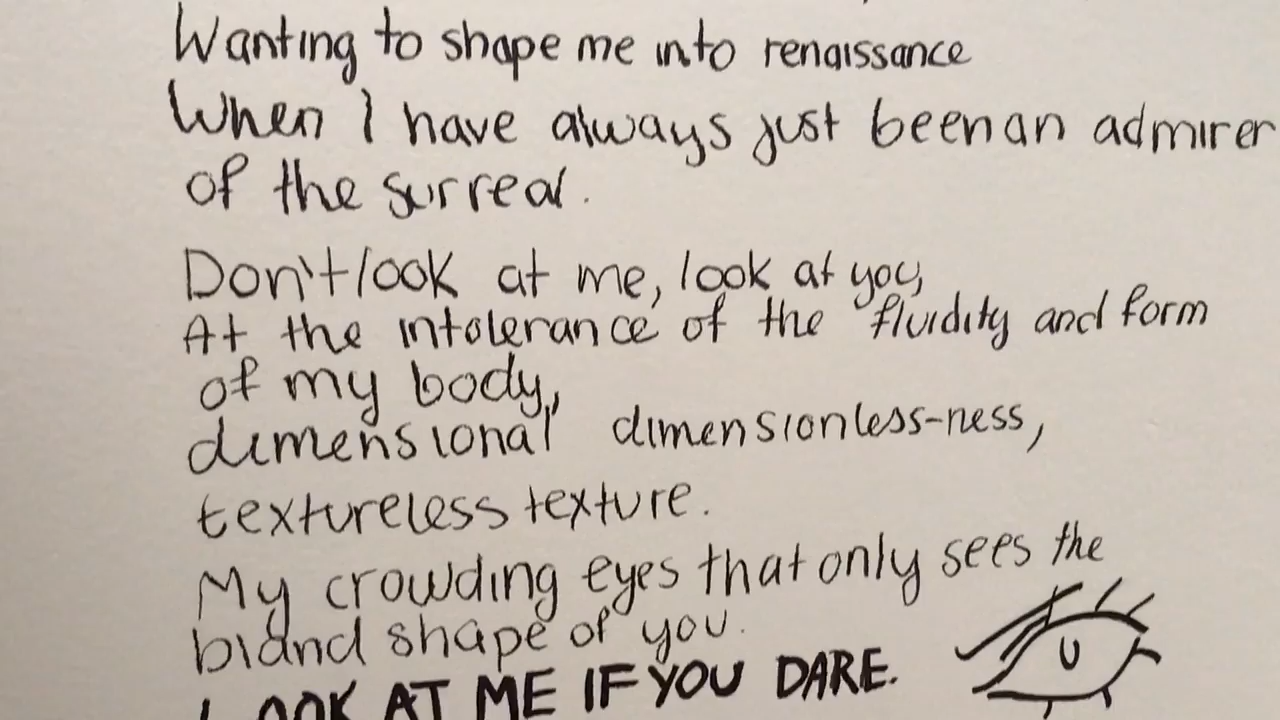 Wanting to shape me into renaissance
When I have always just been an admirer
of the surreal.
Don't look at me, look at you,
At the intolerance of the fluidity and form
of my body,
dimensional dimensionless-ness,
textureless texture.
My crowding eyes that only sees the
bland shape of you.
LOOK AT ME IF YOU DARE.